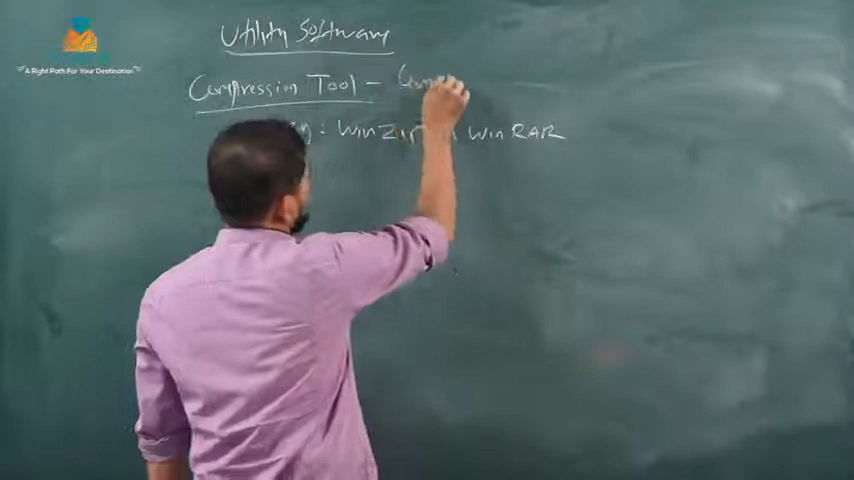 A Right Path For Your Destination
Utility Software
Compression Tool -
: WinZip WinRAR